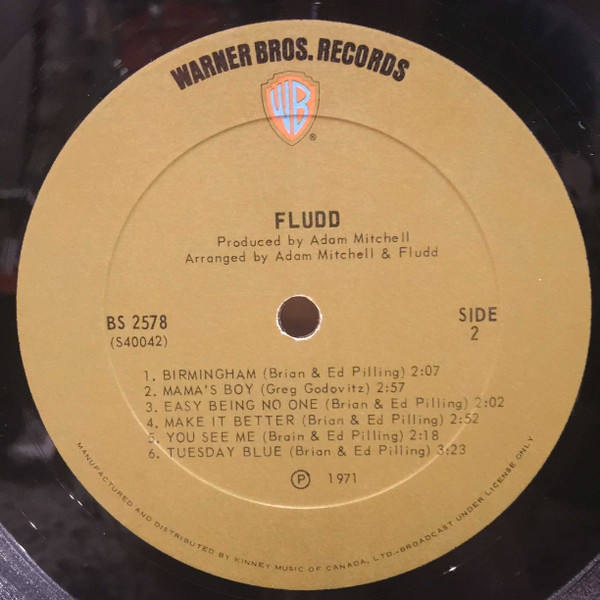 WARNER BROS. RECORDS
WB
®
FLUDD
Produced by Adam Mitchell
Arranged by Adam Mitchell & Fludd
BS 2578
(S40042)
SIDE
2
1. BIRMINGHAM (Brian & Ed Pilling) 2:07
2. MAMA'S BOY (Greg Godovitz) 2:57
3. EASY BEING NO ONE (Brian & Ed Pilling) 2:02
4. MAKE IT BETTER (Brian & Ed Pilling) 2:52
5. YOU SEE ME (Brain & Ed Pilling) 2:18
6. TUESDAY BLUE (Brian & Ed Pilling) 3:23
Ⓟ 1971
MANUFACTURED AND DISTRIBUTED BY KINNEY MUSIC OF CANADA, LTD.-BROADCAST UNDER LICENSE ONLY